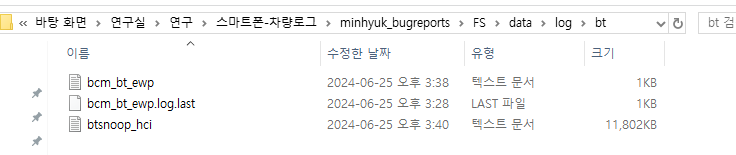 « 바탕 화면 > 연구실 > 연구 > 스마트폰-차량로그 > minhyuk_bugreports > FS > data > log > bt
bt 검
이름 수정한 날짜 유형 크기
bcm_bt_ewp 2024-06-25 오후 3:38 텍스트 문서 1KB
bcm_bt_ewp.log.last 2024-06-25 오후 3:28 LAST 파일 1KB
btsnoop_hci 2024-06-25 오후 3:40 텍스트 문서 11,802KB